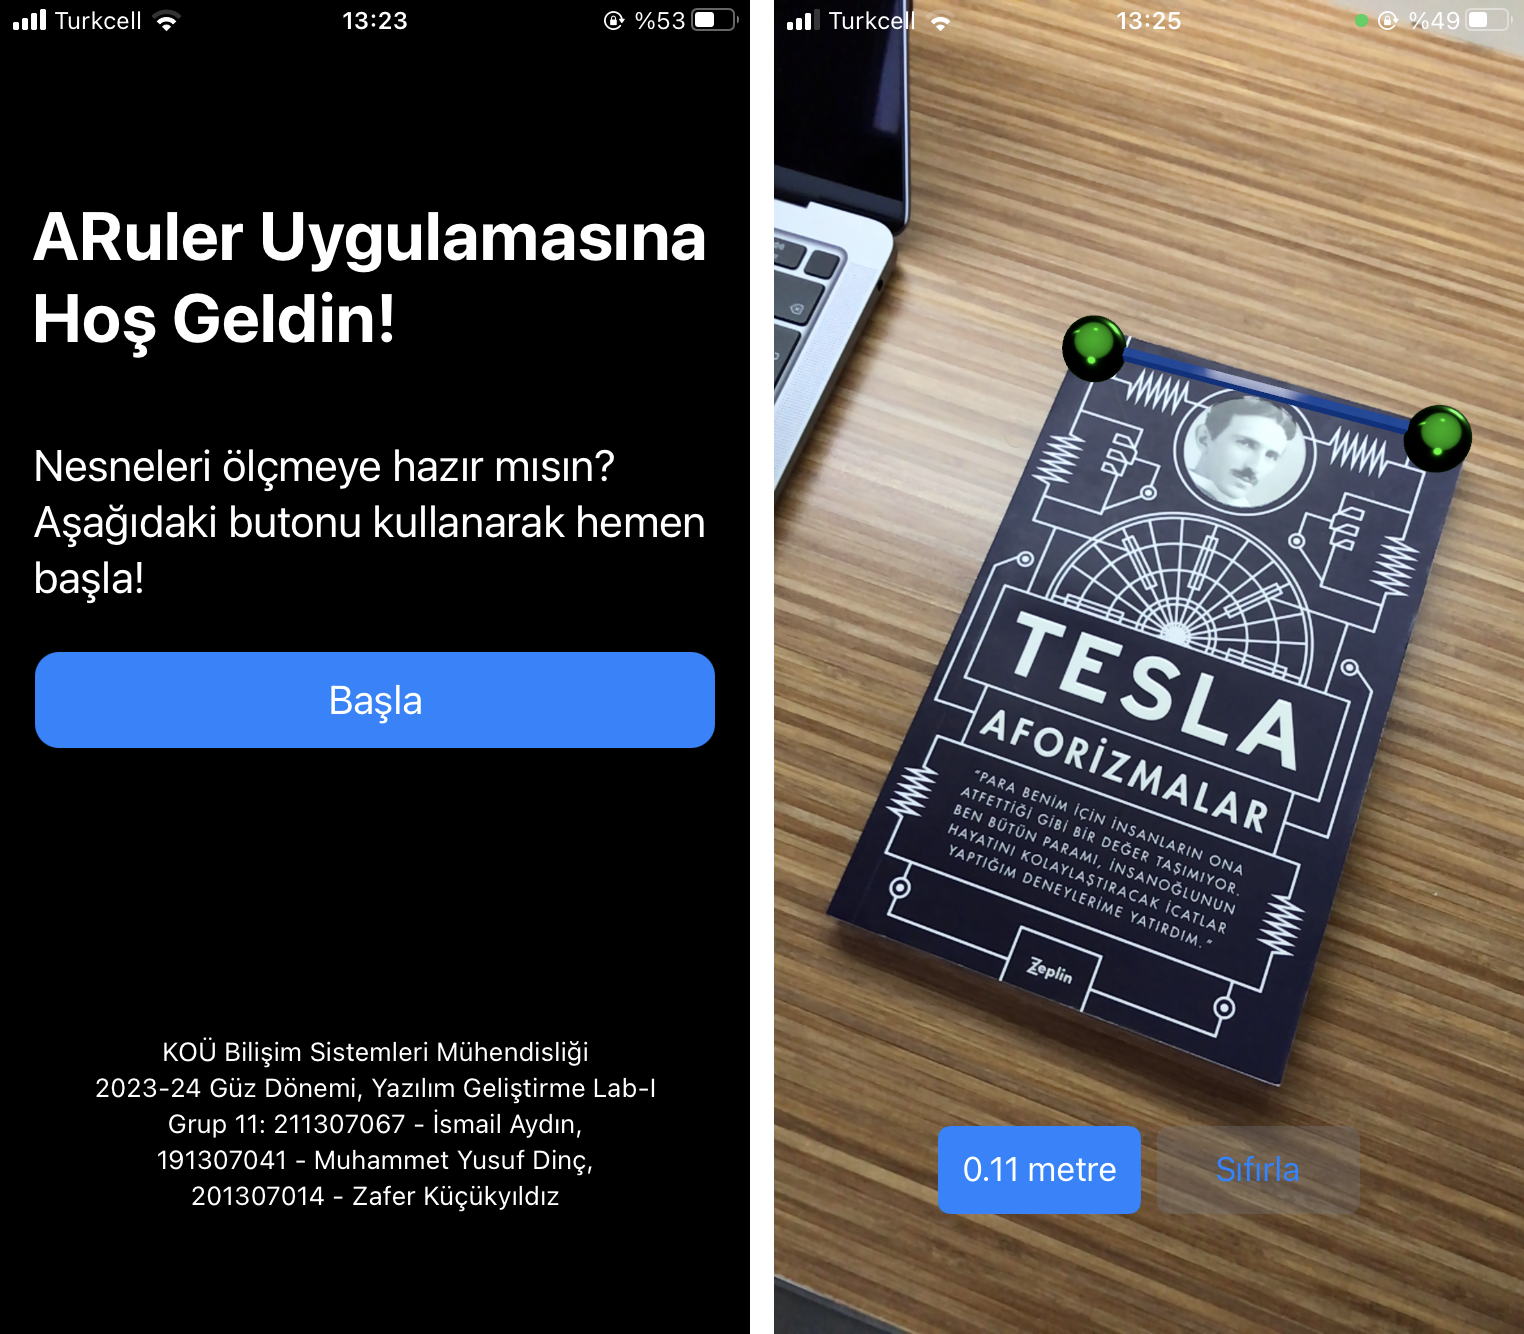 Turkcell 13:23 %53
ARuler Uygulamasına
Hoş Geldin!
Nesneleri ölçmeye hazır mısın?
Aşağıdaki butonu kullanarak hemen
başla!
Başla
KOÜ Bilişim Sistemleri Mühendisliği
2023-24 Güz Dönemi, Yazılım Geliştirme Lab-I
Grup 11: 211307067 - İsmail Aydın,
191307041 - Muhammet Yusuf Dinç,
201307014 - Zafer Küçükyıldız
Turkcell 13:25 %49
TESLA
AFORİZMALAR
"PARA BENİM İÇİN İNSANLARIN ONA
ATFETTİĞİ GİBİ BİR DEĞER TAŞIMIYOR.
BEN BÜTÜN PARAMI, İNSANOĞLUNUN
HAYATINI KOLAYLAŞTIRACAK İCATLAR
YAPTIĞIM DENEYLERİME YATIRDIM."
Zeplin
0.11 metre
Sıfırla